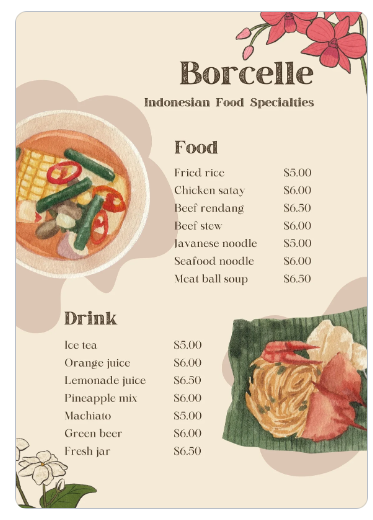 Borcelle
Indonesian Food Specialties
Food
Fried rice $5.00
Chicken satay $6.00
Beef rendang $6.50
Beef stew $6.00
Javanese noodle $5.00
Seafood noodle $6.00
Meat ball soup $6.50
Drink
Ice tea $5.00
Orange juice $6.00
Lemonade juice $6.50
Pineapple mix $6.00
Machiato $5.00
Green beer $6.00
Fresh jar $6.50